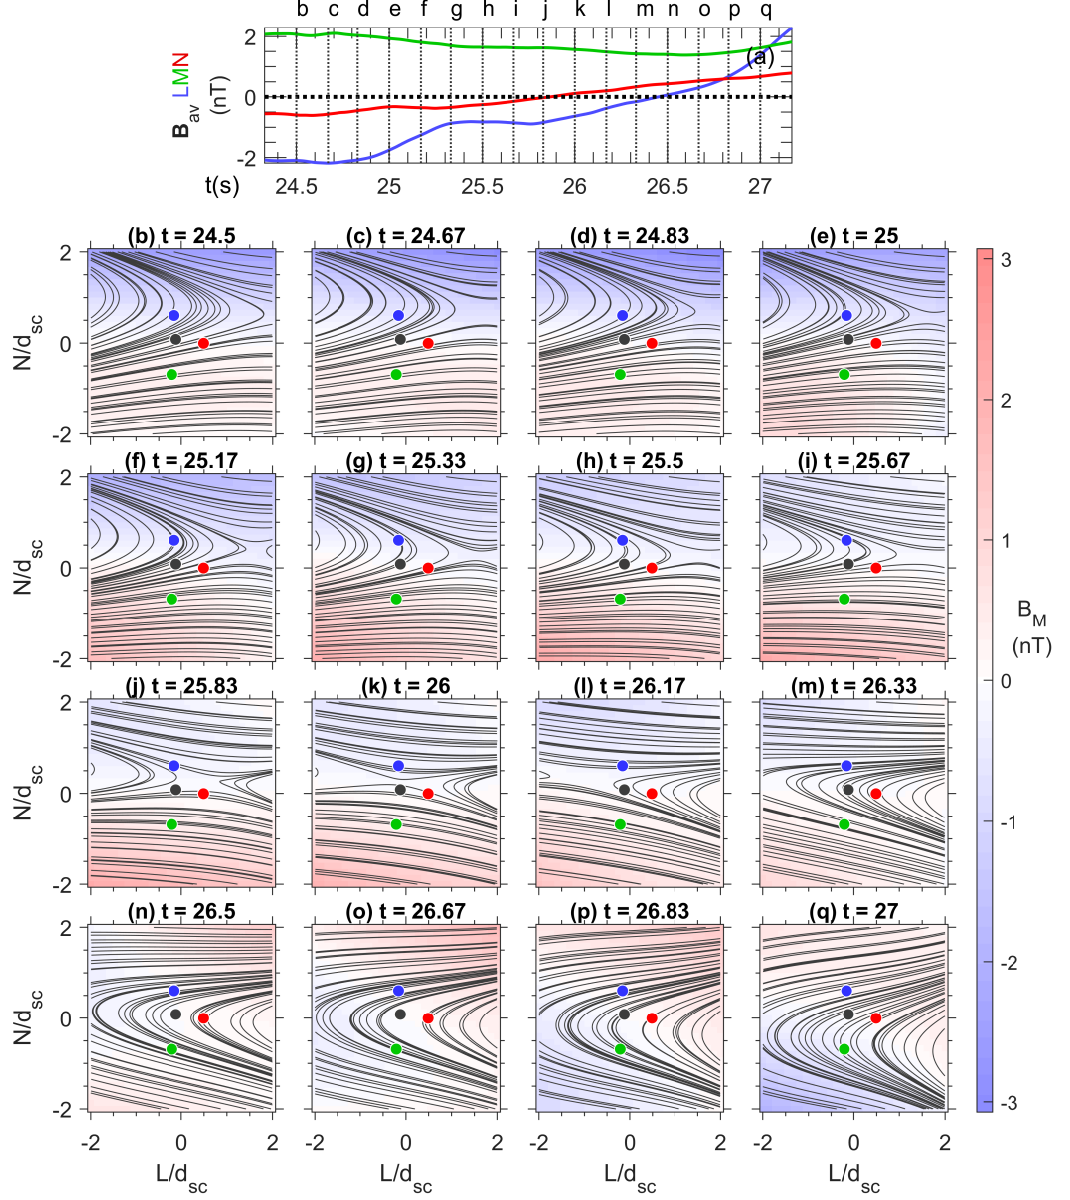 b c d e f g h i j k l m n o p q
B_av LMN
(nT)
2
0
-2
(a)
t(s) 24.5 25 25.5 26 26.5 27
(b) t = 24.5 (c) t = 24.67 (d) t = 24.83 (e) t = 25
N/d_sc
2
0
-2
(f) t = 25.17 (g) t = 25.33 (h) t = 25.5 (i) t = 25.67
N/d_sc
2
0
-2
(j) t = 25.83 (k) t = 26 (l) t = 26.17 (m) t = 26.33
N/d_sc
2
0
-2
(n) t = 26.5 (o) t = 26.67 (p) t = 26.83 (q) t = 27
N/d_sc
2
0
-2
-2 0 2 -2 0 2 -2 0 2 -2 0 2
L/d_sc L/d_sc L/d_sc L/d_sc
3
2
1
0
-1
-2
-3
B_M
(nT)